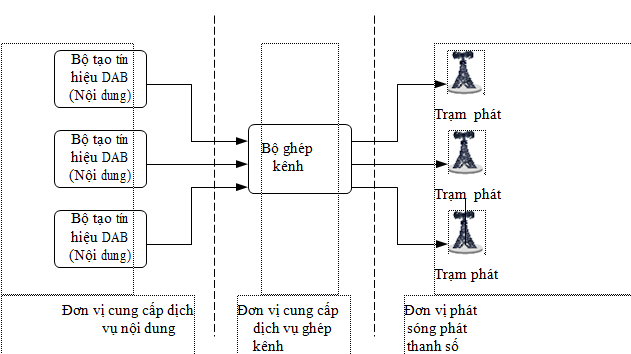 Bộ tạo tín
hiệu DAB
(Nội dung)
Bộ tạo tín
hiệu DAB
(Nội dung)
Bộ tạo tín
hiệu DAB
(Nội dung)
Bộ ghép
kênh
Trạm phát
Trạm phát
Trạm phát
Đơn vị cung cấp dịch
vụ nội dung
Đơn vị cung cấp
dịch vụ ghép
kênh
Đơn vị phát
sóng phát
thanh số